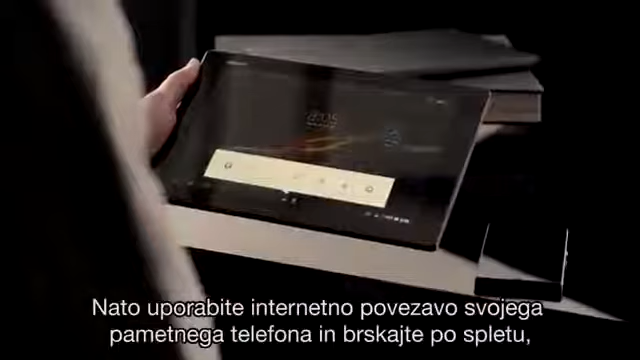 Nato uporabite internetno povezavo svojega
pametnega telefona in brskajte po spletu,